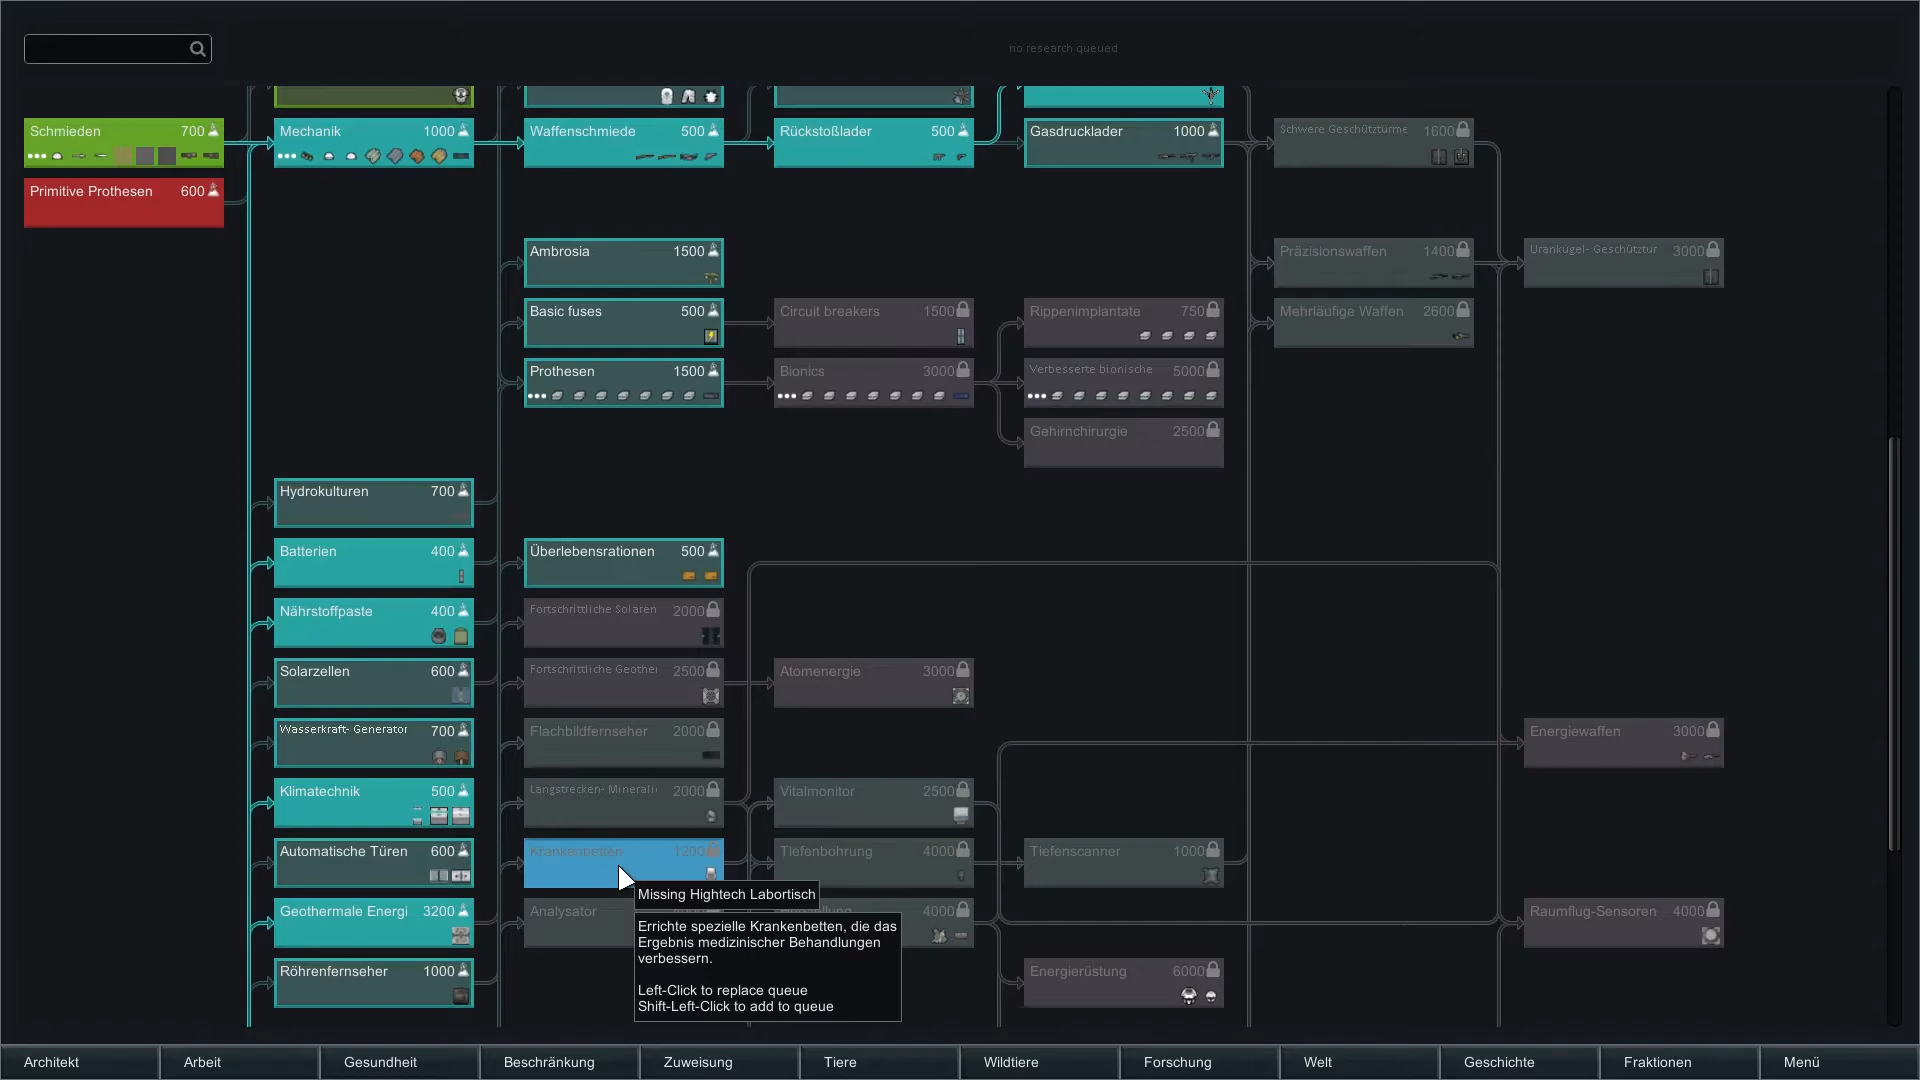 no research queued
Schmieden 700
Mechanik 1000
Waffenschmiede 500
Rückstoßlader 500
Gasdrucklader 1000
Schwere Geschütztürme 1600
Primitive Prothesen 600
Ambrosia 1500
Präzisionswaffen 1400
Urankugel- Geschütztur 3000
Basic fuses 500
Circuit breakers 1500
Rippenimplantate 750
Mehrläufige Waffen 2600
Prothesen 1500
Bionics 3000
Verbesserte bionische 5000
Gehirnchirurgie 2500
Hydrokulturen 700
Batterien 400
Überlebensrationen 500
Nährstoffpaste 400
Fortschrittliche Solaren 2000
Solarzellen 600
Fortschrittliche Geother 2500
Atomenergie 3000
Wasserkraft- Generator 700
Flachbildfernseher 2000
Energiewaffen 3000
Klimatechnik 500
Langstrecken- Minerali 2000
Vitalmonitor 2500
Automatische Türen 600
Krankenbetten 1200
Tiefenbohrung 4000
Tiefenscanner 1000
Missing Hightech Labortisch
Geothermale Energi 3200
Analysator
4000
Raumflug-Sensoren 4000
Errichte spezielle Krankenbetten, die das
Ergebnis medizinischer Behandlungen
verbessern.
Röhrenfernseher 1000
Energierüstung 6000
Left-Click to replace queue
Shift-Left-Click to add to queue
Architekt Arbeit Gesundheit Beschränkung Zuweisung Tiere Wildtiere Forschung Welt Geschichte Fraktionen Menü